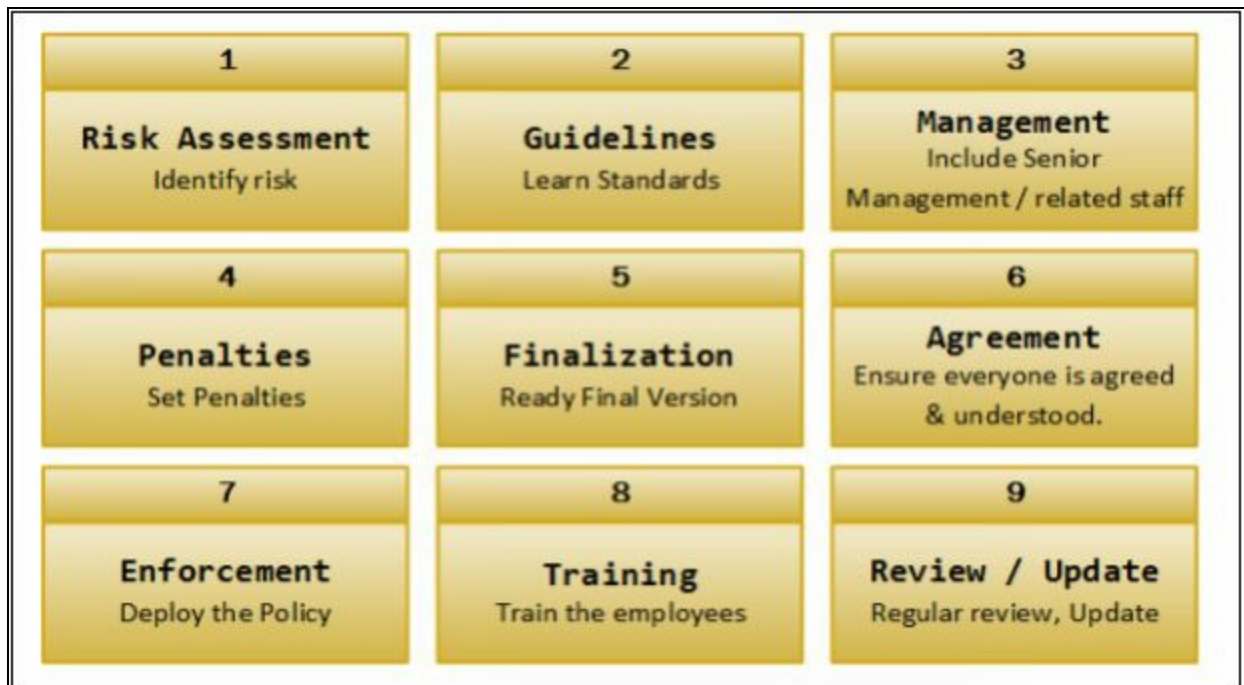 1
Risk Assessment
Identify risk
2
Guidelines
Learn Standards
3
Management
Include Senior
Management / related staff
4
Penalties
Set Penalties
5
Finalization
Ready Final Version
6
Agreement
Ensure everyone is agreed
& understood.
7
Enforcement
Deploy the Policy
8
Training
Train the employees
9
Review / Update
Regular review, Update